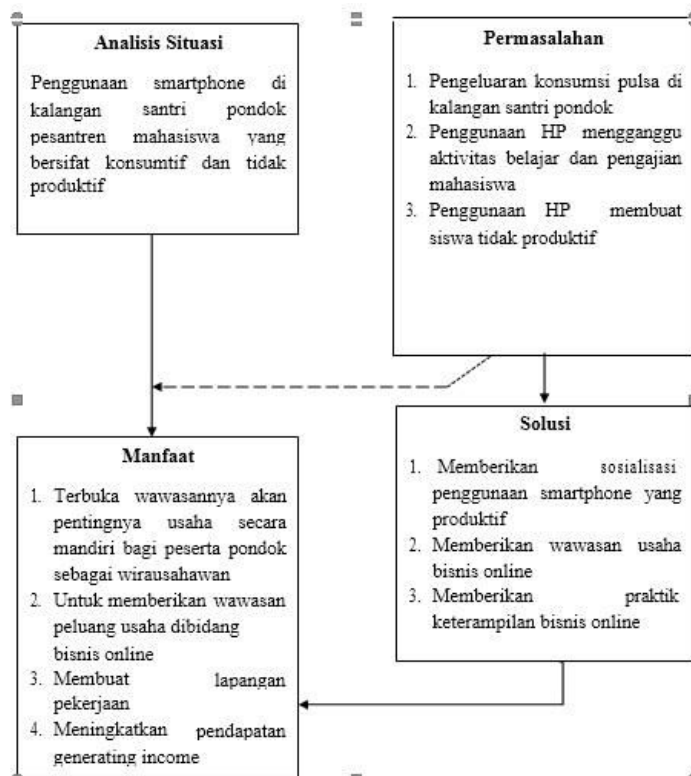 Analisis Situasi
Penggunaan smartphone di
kalangan santri pondok
pesantren mahasiswa yang
bersifat konsumtif dan tidak
produktif
Permasalahan
1. Pengeluaran konsumsi pulsa di
kalangan santri pondok
2. Penggunaan HP mengganggu
aktivitas belajar dan pengajian
mahasiswa
3. Penggunaan HP membuat
siswa tidak produktif
Manfaat
1. Terbuka wawasannya akan
pentingnya usaha secara
mandiri bagi peserta pondok
sebagai wirausahawan
2. Untuk memberikan wawasan
peluang usaha dibidang
bisnis online
3. Membuat lapangan
pekerjaan
4. Meningkatkan pendapatan
generating income
Solusi
1. Memberikan sosialisasi
penggunaan smartphone yang
produktif
2. Memberikan wawasan usaha
bisnis online
3. Memberikan praktik
keterampilan bisnis online